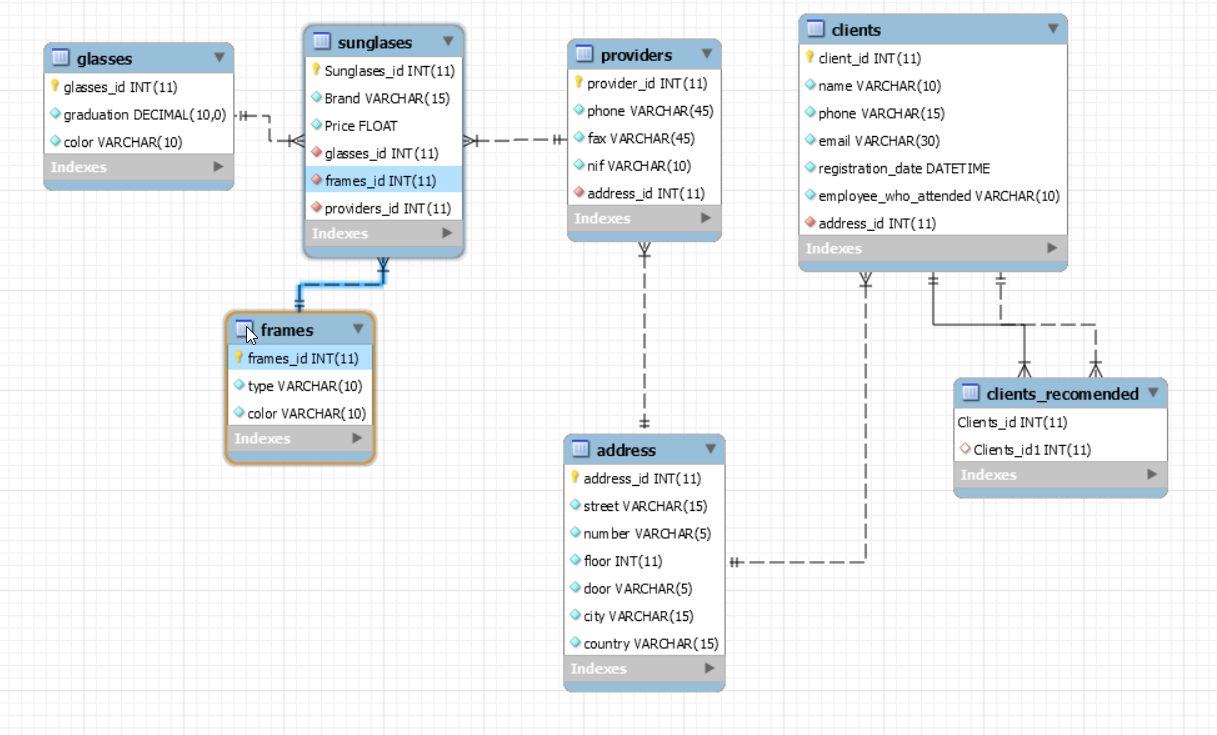 glasses
glasses_id INT(11)
graduation DECIMAL(10,0)
color VARCHAR(10)
Indexes
sunglases
Sunglases_id INT(11)
Brand VARCHAR(15)
Price FLOAT
glasses_id INT(11)
frames_id INT(11)
providers_id INT(11)
Indexes
providers
provider_id INT(11)
phone VARCHAR(45)
fax VARCHAR(45)
nif VARCHAR(10)
address_id INT(11)
Indexes
clients
client_id INT(11)
name VARCHAR(10)
phone VARCHAR(15)
email VARCHAR(30)
registration_date DATETIME
employee_who_attended VARCHAR(10)
address_id INT(11)
Indexes
frames
frames_id INT(11)
type VARCHAR(10)
color VARCHAR(10)
Indexes
address
address_id INT(11)
street VARCHAR(15)
number VARCHAR(5)
floor INT(11)
door VARCHAR(5)
city VARCHAR(15)
country VARCHAR(15)
Indexes
clients_recomended
Clients_id INT(11)
Clients_id1 INT(11)
Indexes